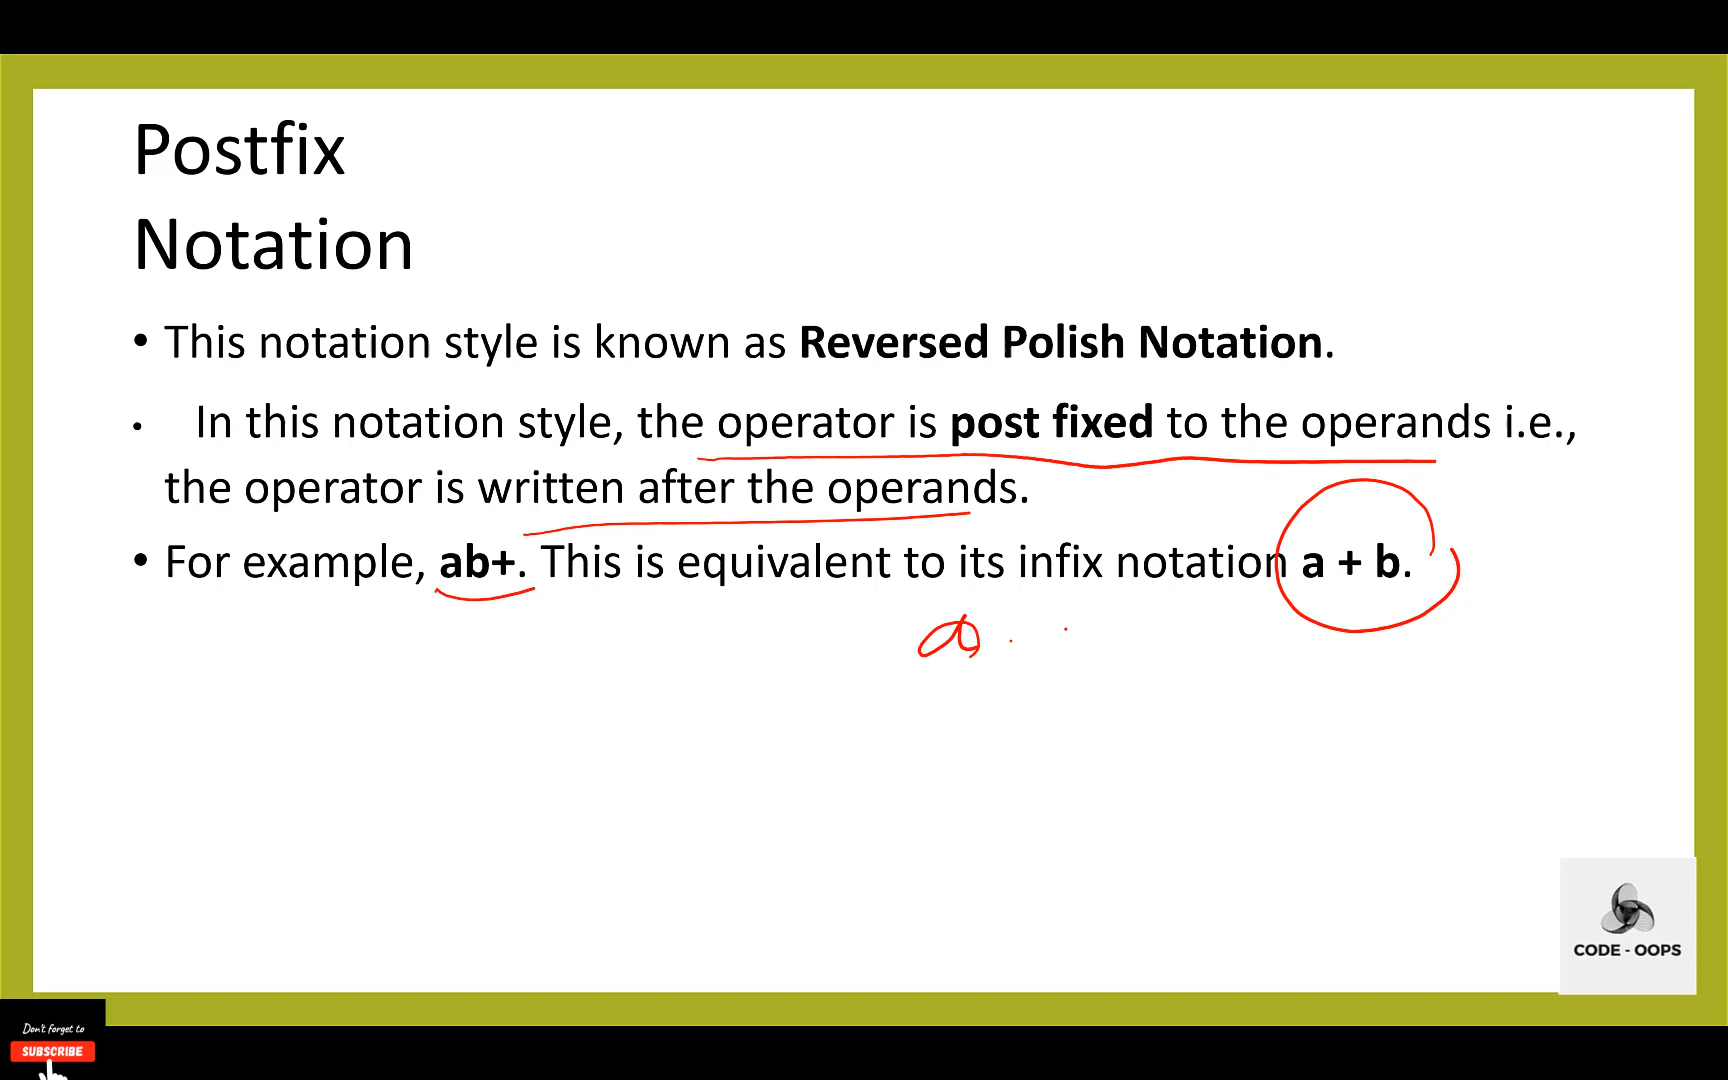 Postfix
Notation
• This notation style is known as Reversed Polish Notation.
• In this notation style, the operator is post fixed to the operands i.e.,
the operator is written after the operands.
• For example, ab+. This is equivalent to its infix notation a + b.
a
CODE - OOPS
Don't forget to
SUBSCRIBE